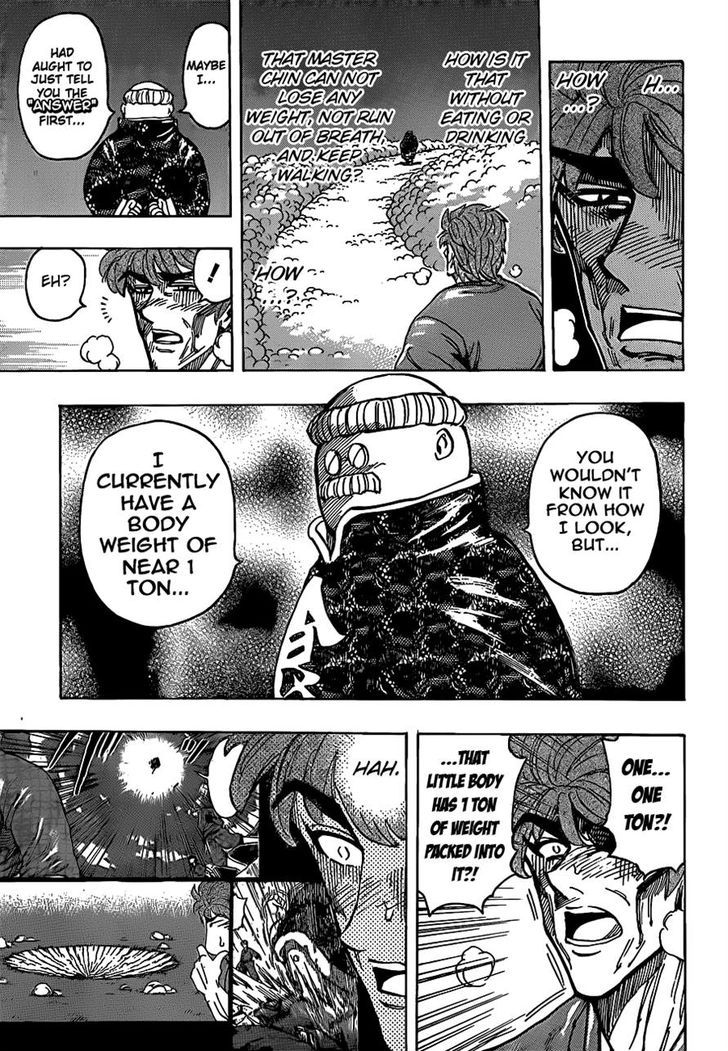 H...
HOW
...?
HOW IS IT
THAT
WITHOUT
EATING OR
DRINKING
THAT MASTER
CHIN CAN NOT
LOSE ANY
WEIGHT, NOT RUN
OUT OF BREATH
AND KEEP
WALKING?
HOW
...?
MAYBE
I...
HAD
AUGHT TO
JUST TELL
YOU THE
"ANSWER"
FIRST...
!
EH?
YOU
WOULDN'T
KNOW IT
FROM HOW
I LOOK,
BUT...
I
CURRENTLY
HAVE A
BODY
WEIGHT OF
NEAR 1
TON...
ONE...
ONE
TON?!
...THAT
LITTLE BODY
HAS 1 TON
OF WEIGHT
PACKED INTO
IT?!
HAH.